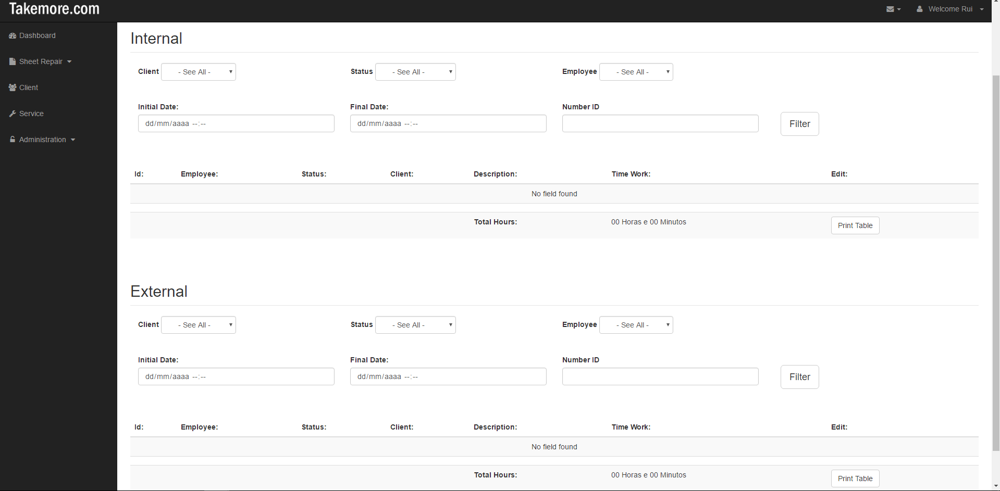 Takemore.com
Welcome Rui
Dashboard
Sheet Repair
Client
Service
Administration
Internal
Client - See All - Status - See All - Employee - See All -
Initial Date: Final Date: Number ID
dd/mm/aaaa --:-- dd/mm/aaaa --:-- Filter
Id: Employee: Status: Client: Description: Time Work: Edit:
No field found
Total Hours: 00 Horas e 00 Minutos Print Table
External
Client - See All - Status - See All - Employee - See All -
Initial Date: Final Date: Number ID
dd/mm/aaaa --:-- dd/mm/aaaa --:-- Filter
Id: Employee: Status: Client: Description: Time Work: Edit:
No field found
Total Hours: 00 Horas e 00 Minutos Print Table